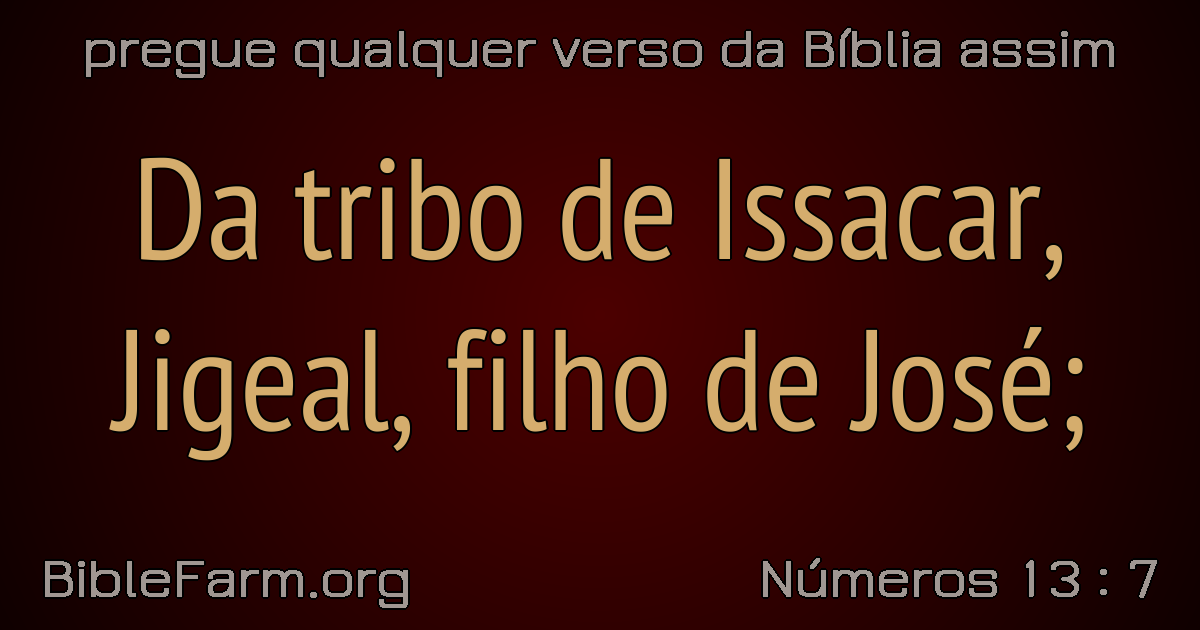 pregue qualquer verso da Bíblia assim
Da tribo de Issacar,
Jigeal, filho de José;
BibleFarm.org
Números 13 : 7